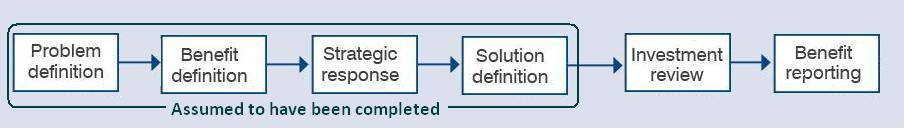 Problem
definition
Benefit
definition
Strategic
response
Solution
definition
Investment
review
Benefit
reporting
Assumed to have been completed